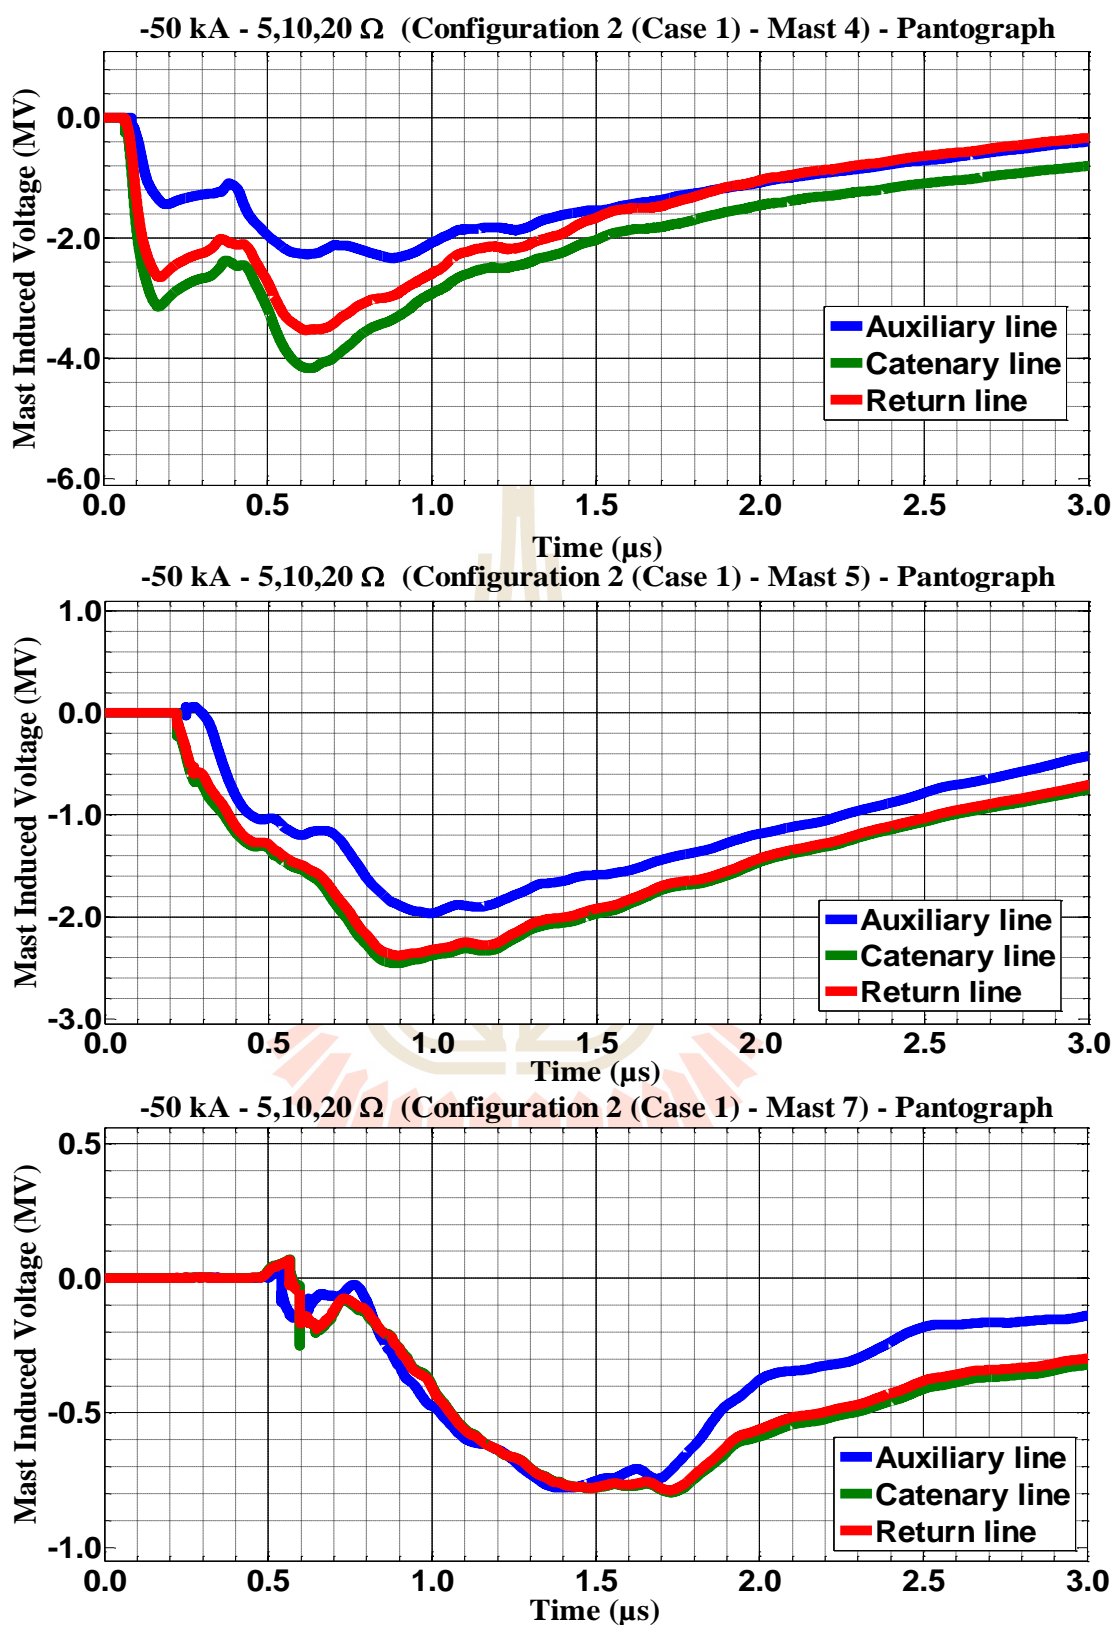 -50 kA - 5,10,20 Ω (Configuration 2 (Case 1) - Mast 4) - Pantograph
Mast Induced Voltage (MV)
0.0
-2.0
-4.0
-6.0
Auxiliary line
Catenary line
Return line
0.0 0.5 1.0 1.5 2.0 2.5 3.0
Time (µs)
-50 kA - 5,10,20 Ω (Configuration 2 (Case 1) - Mast 5) - Pantograph
Mast Induced Voltage (MV)
1.0
0.0
-1.0
-2.0
-3.0
Auxiliary line
Catenary line
Return line
0.0 0.5 1.0 1.5 2.0 2.5 3.0
Time (µs)
-50 kA - 5,10,20 Ω (Configuration 2 (Case 1) - Mast 7) - Pantograph
Mast Induced Voltage (MV)
0.5
0.0
-0.5
-1.0
Auxiliary line
Catenary line
Return line
0.0 0.5 1.0 1.5 2.0 2.5 3.0
Time (µs)